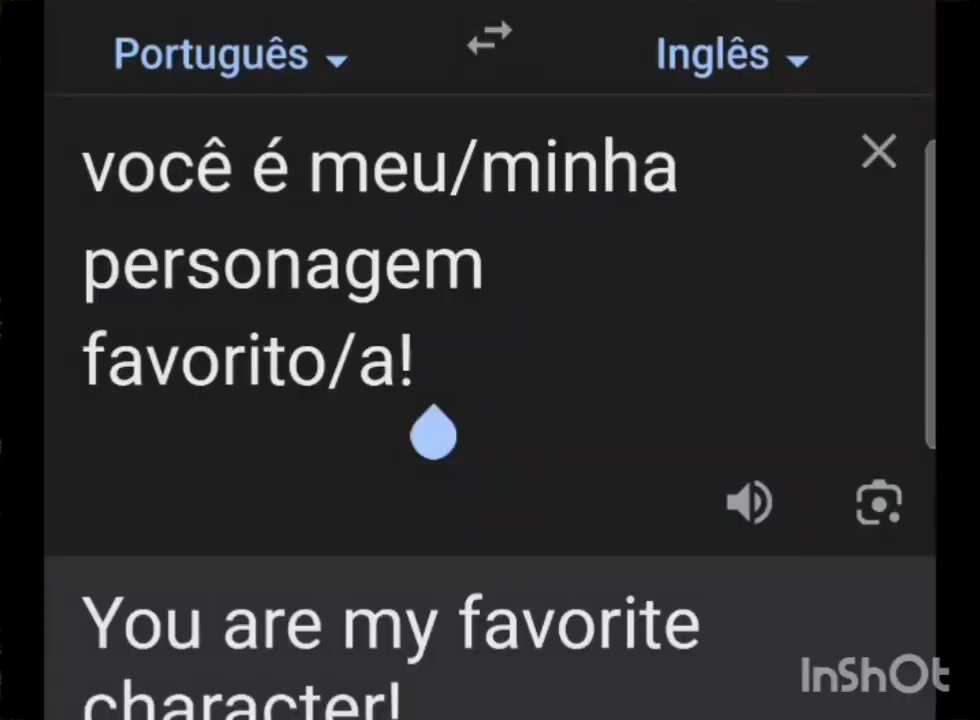 Português Inglês
você é meu/minha
personagem
favorito/a!
You are my favorite
character!
InShOt